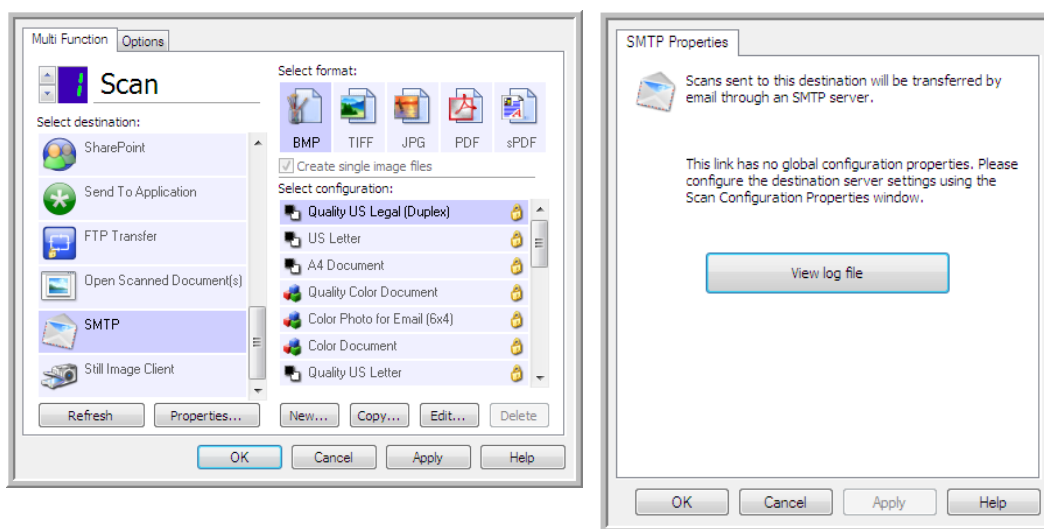 Multi Function
Options
1 Scan
Select destination:
SharePoint
Send To Application
FTP Transfer
Open Scanned Document(s)
SMTP
Still Image Client
Refresh
Properties...
Select format:
BMP
TIFF
JPG
PDF
sPDF
Create single image files
Select configuration:
Quality US Legal (Duplex)
US Letter
A4 Document
Quality Color Document
Color Photo for Email (6x4)
Color Document
Quality US Letter
New...
Copy...
Edit...
Delete
OK
Cancel
Apply
Help
SMTP Properties
Scans sent to this destination will be transferred by
email through an SMTP server.
This link has no global configuration properties. Please
configure the destination server settings using the
Scan Configuration Properties window.
View log file
OK
Cancel
Apply
Help